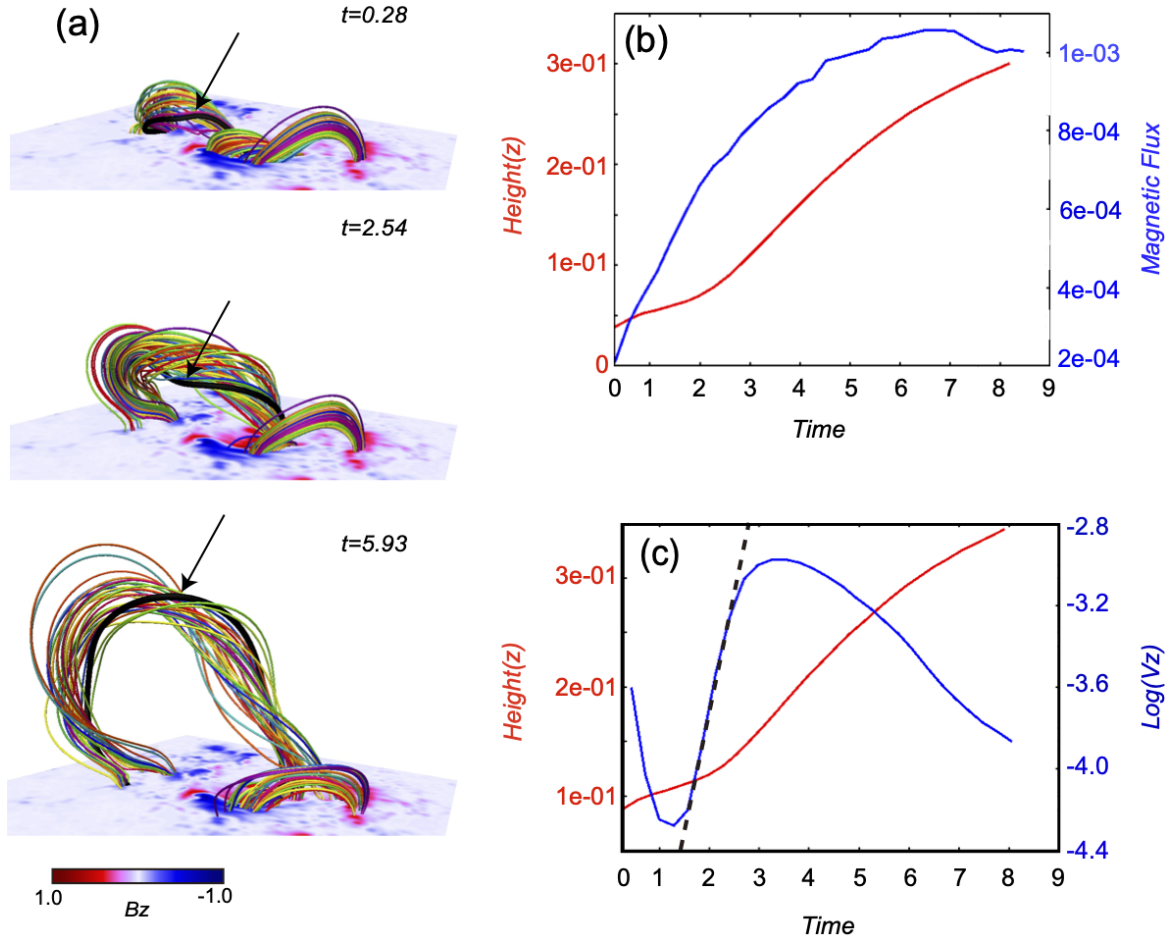 (a)
t=0.28
t=2.54
t=5.93
1.0
-1.0
Bz
(b)
3e-01
2e-01
1e-01
0
Height(z)
1e-03
8e-04
6e-04
4e-04
2e-04
Magnetic Flux
0 1 2 3 4 5 6 7 8 9
Time
(c)
3e-01
2e-01
1e-01
Height(z)
-2.8
-3.2
-3.6
-4.0
-4.4
Log(Vz)
0 1 2 3 4 5 6 7 8 9
Time